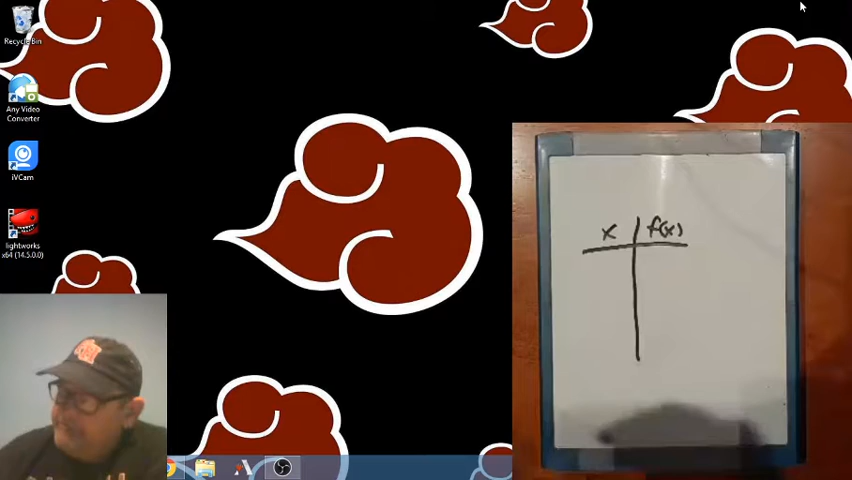 Recycle Bin
Any Video
Converter
iVCam
lightworks
x64 (14.5.0.0)
x f(x)